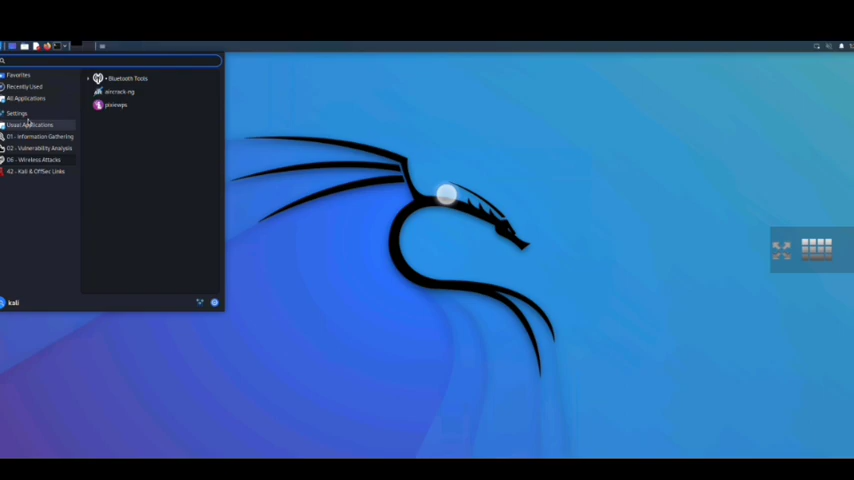 Favorites
Recently Used
All Applications
Settings
Usual Applications
01 - Information Gathering
02 - Vulnerability Analysis
06 - Wireless Attacks
42 - Kali & OffSec Links
• Bluetooth Tools
aircrack-ng
pixiewps
kali